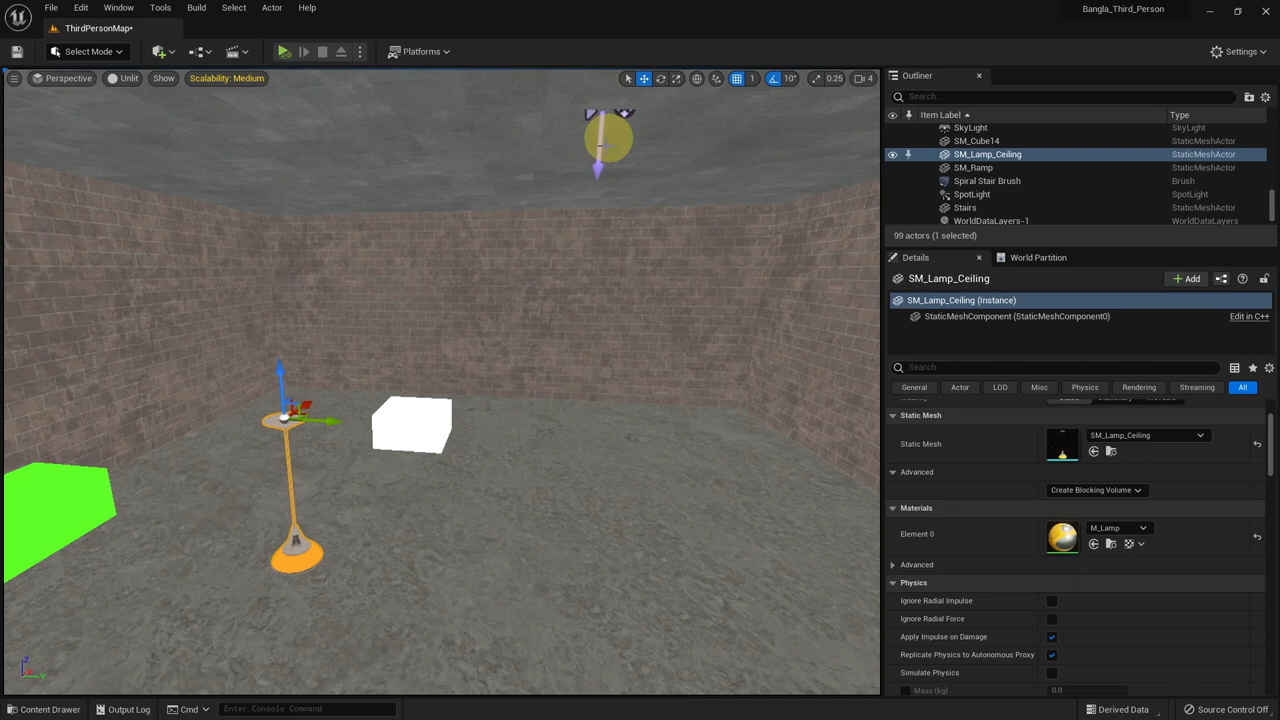 File Edit Window Tools Build Select Actor Help
Bangla_Third_Person
ThirdPersonMap*
Select Mode
Platforms
Settings
Perspective Unlit Show Scalability: Medium
1 10° 0.25 4
Outliner
Search...
Item Label Type
SkyLight SkyLight
SM_Cube14 StaticMeshActor
SM_Lamp_Ceiling StaticMeshActor
SM_Ramp StaticMeshActor
Spiral Stair Brush Brush
SpotLight SpotLight
Stairs StaticMeshActor
WorldDataLayers-1 WorldDataLayers
99 actors (1 selected)
Details World Partition
SM_Lamp_Ceiling
Add
SM_Lamp_Ceiling (Instance)
StaticMeshComponent (StaticMeshComponent0) Edit in C++
Search
General Actor LOD Misc Physics Rendering Streaming All
Static Mesh
Static Mesh SM_Lamp_Ceiling
Advanced
Create Blocking Volume
Materials
Element 0 M_Lamp
Advanced
Physics
Ignore Radial Impulse
Ignore Radial Force
Apply Impulse on Damage
Replicate Physics to Autonomous Proxy
Simulate Physics
Mass (kg) 0.0
Z
X Y
Content Drawer Output Log Cmd Enter Console Command Derived Data Source Control Off